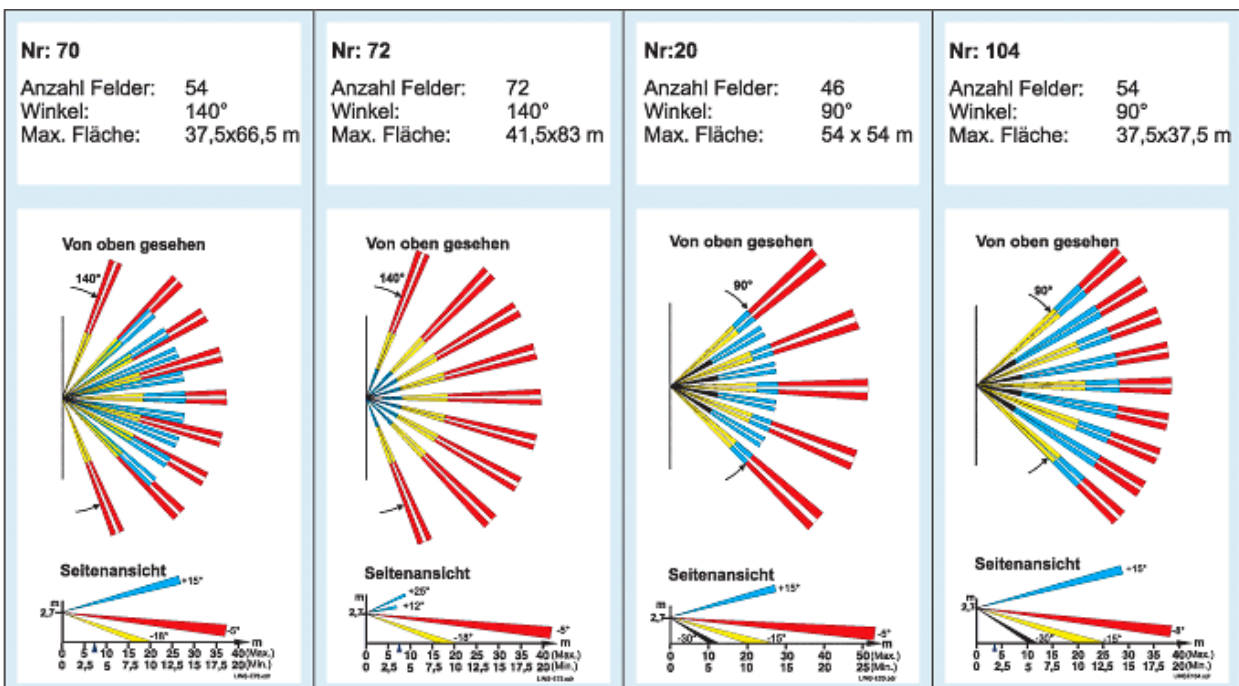 Nr: 70
Anzahl Felder: 54
Winkel: 140°
Max. Fläche: 37,5x66,5 m
Von oben gesehen
140°
Seitenansicht
+15°
m
2,7
-18°
-5°
m
0 5 10 15 20 25 30 35 40 (Max.)
0 2,5 5 7,5 10 12,5 15 17,5 20 (Min.)
Nr: 72
Anzahl Felder: 72
Winkel: 140°
Max. Fläche: 41,5x83 m
Von oben gesehen
140°
Seitenansicht
+25°
+12°
m
2,7
-18°
-5°
m
0 5 10 15 20 25 30 35 40 (Max.)
0 2,5 5 7,5 10 12,5 15 17,5 20 (Min.)
Nr:20
Anzahl Felder: 46
Winkel: 90°
Max. Fläche: 54 x 54 m
Von oben gesehen
90°
Seitenansicht
+15°
m
2,7
-30°
-15°
-5°
m
0 10 20 30 40 50 (Max.)
0 5 10 15 20 25 (Min.)
Nr: 104
Anzahl Felder: 54
Winkel: 90°
Max. Fläche: 37,5x37,5 m
Von oben gesehen
90°
Seitenansicht
+15°
m
2,7
-30°
-15°
m
0 5 10 15 20 25 30 35 40 (Max.)
0 2,5 5 7,5 10 12,5 15 17,5 20 (Min.)